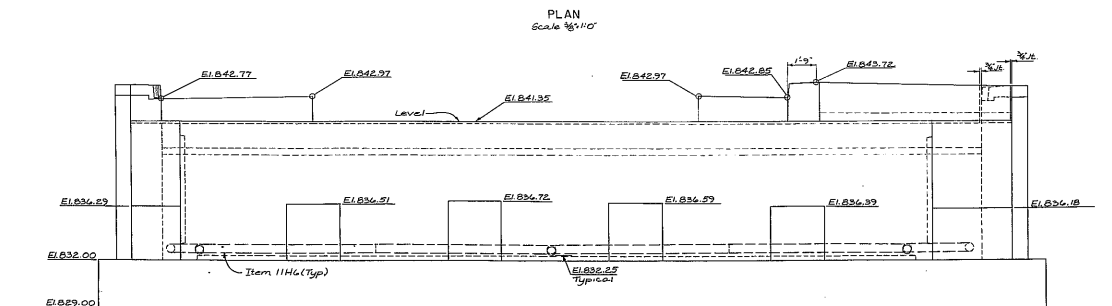 PLAN
Scale 3/8"=1'-0"
El.842.77
El.842.97
El.842.97
El.842.85
1'-9"
El.843.72
3/4" Jt.
3/4" Jt.
El.841.35
Level
El.836.29
El.836.51
El.836.72
El.836.59
El.836.39
El.836.18
El.832.00
Item 11H6(Typ)
El.832.25
Typical
El.829.00